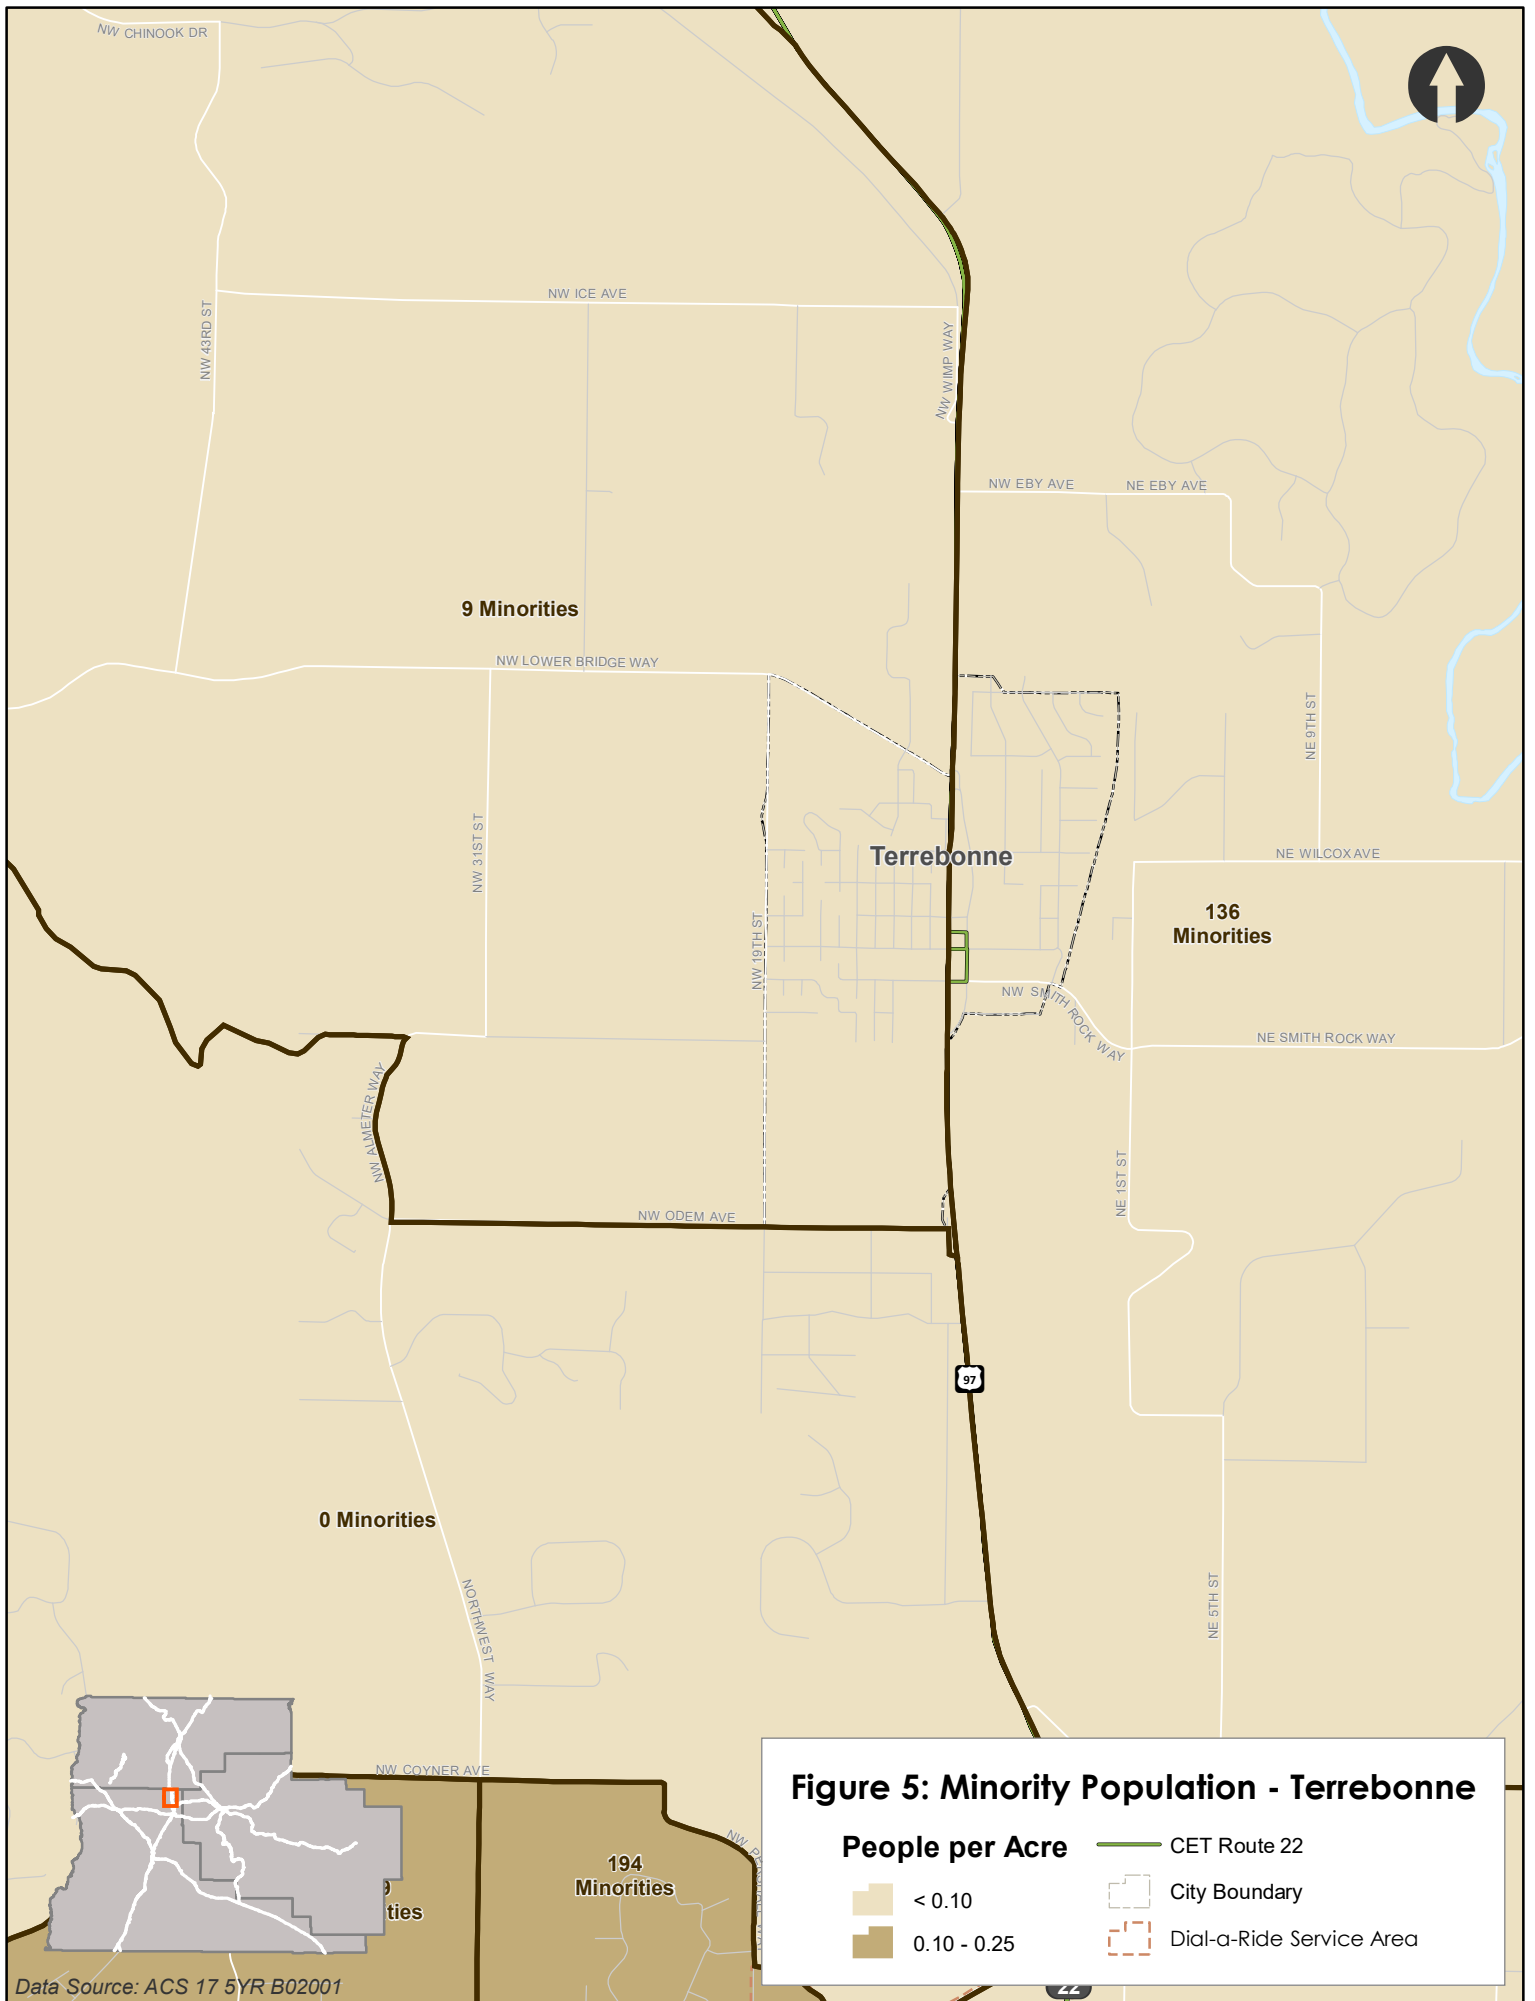 NW CHINOOK DR
NW ICE AVE
NW 43RD ST
NW WIMP WAY
NW EBY AVE
NE EBY AVE
9 Minorities
NW LOWER BRIDGE WAY
NE 9TH ST
NW 31ST ST
Terrebonne
NE WILCOX AVE
136
Minorities
NW 19TH ST
NW SMITH ROCK WAY
NE SMITH ROCK WAY
NW ALMETER WAY
NE 1ST ST
NW ODEM AVE
97
0 Minorities
NORTHWEST WAY
NE 5TH ST
NW COYNER AVE
194
Minorities
9
ties
Figure 5: Minority Population - Terrebonne
People per Acre
< 0.10
0.10 - 0.25
CET Route 22
City Boundary
Dial-a-Ride Service Area
22
Data Source: ACS 17 5YR B02001